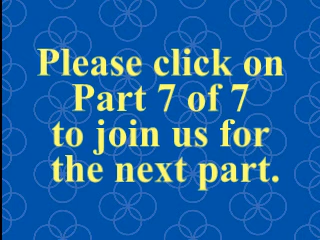 Please click on
Part 7 of 7
to join us for
the next part.